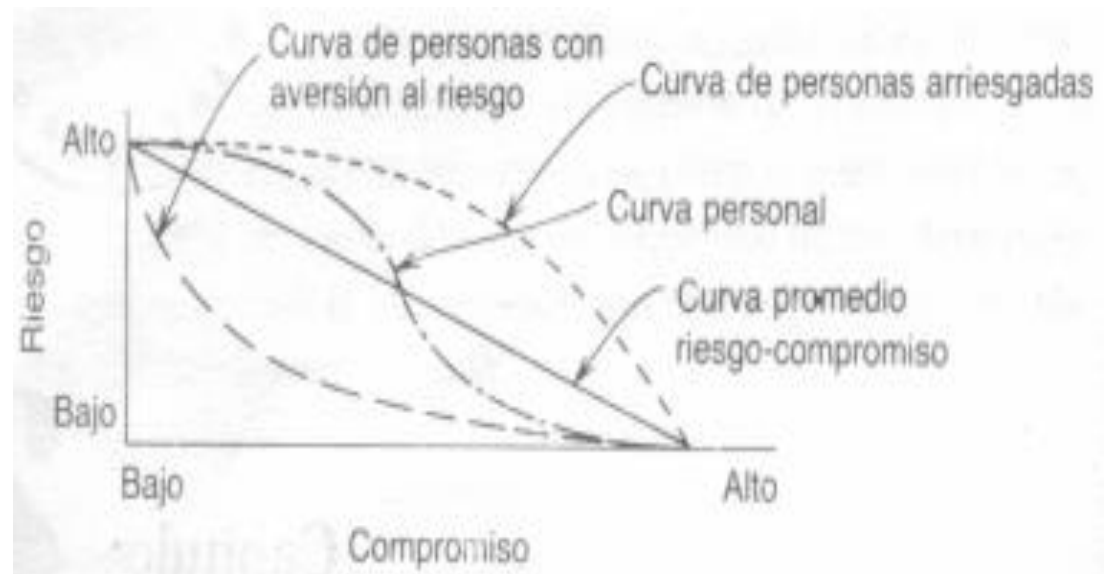 Curva de personas con
aversión al riesgo
Curva de personas arriesgadas
Alto
Curva personal
Riesgo
Curva promedio
riesgo-compromiso
Bajo
Bajo
Alto
Compromiso